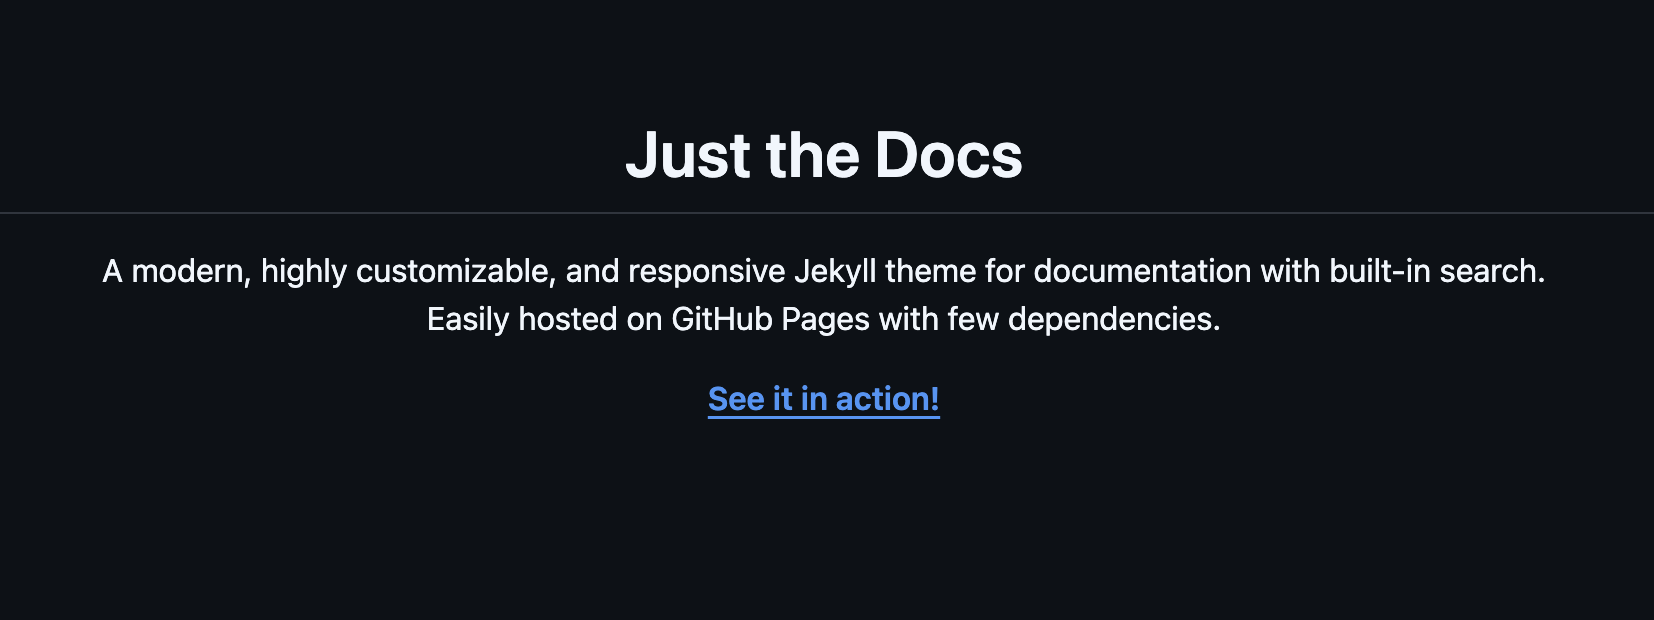 Just the Docs
A modern, highly customizable, and responsive Jekyll theme for documentation with built-in search.
Easily hosted on GitHub Pages with few dependencies.
See it in action!